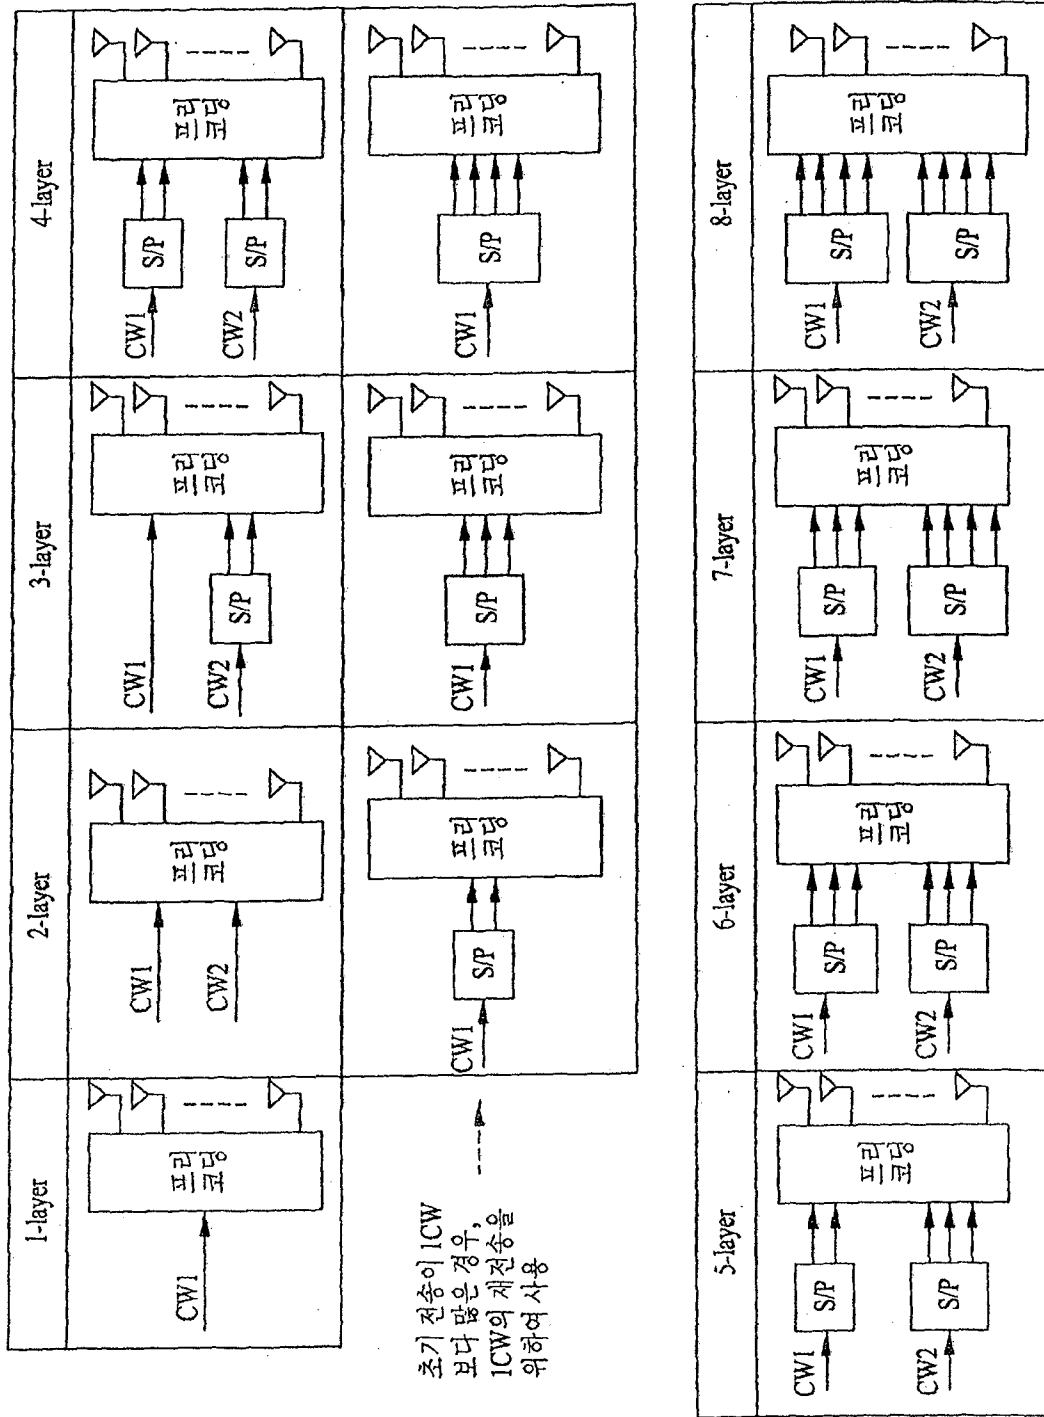 1-layer
CW1
프리
코딩
2-layer
CW1
CW2
프리
코딩
3-layer
CW1
CW2
S/P
프리
코딩
4-layer
CW1
S/P
CW2
S/P
프리
코딩
초기 전송이 1CW
보다 많은 경우,
1CW의 재전송을
위하여 사용
CW1
S/P
프리
코딩
CW1
S/P
프리
코딩
CW1
S/P
프리
코딩
5-layer
CW1
S/P
CW2
S/P
프리
코딩
6-layer
CW1
S/P
CW2
S/P
프리
코딩
7-layer
CW1
S/P
CW2
S/P
프리
코딩
8-layer
CW1
S/P
CW2
S/P
프리
코딩